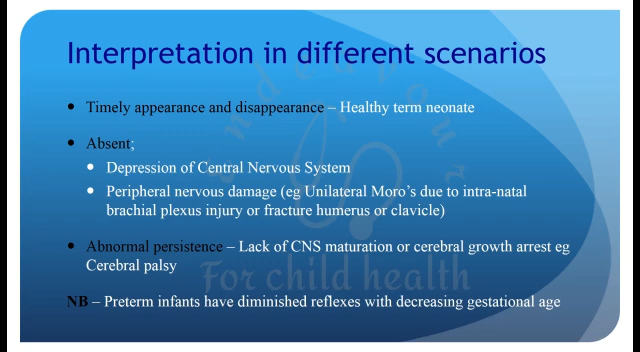 Interpretation in different scenarios
• Timely appearance and disappearance – Healthy term neonate
• Absent;
• Depression of Central Nervous System
• Peripheral nervous damage (eg Unilateral Moro's due to intra-natal
brachial plexus injury or fracture humerus or clavicle)
• Abnormal persistence – Lack of CNS maturation or cerebral growth arrest eg
Cerebral palsy
For child health
NB – Preterm infants have diminished reflexes with decreasing gestational age